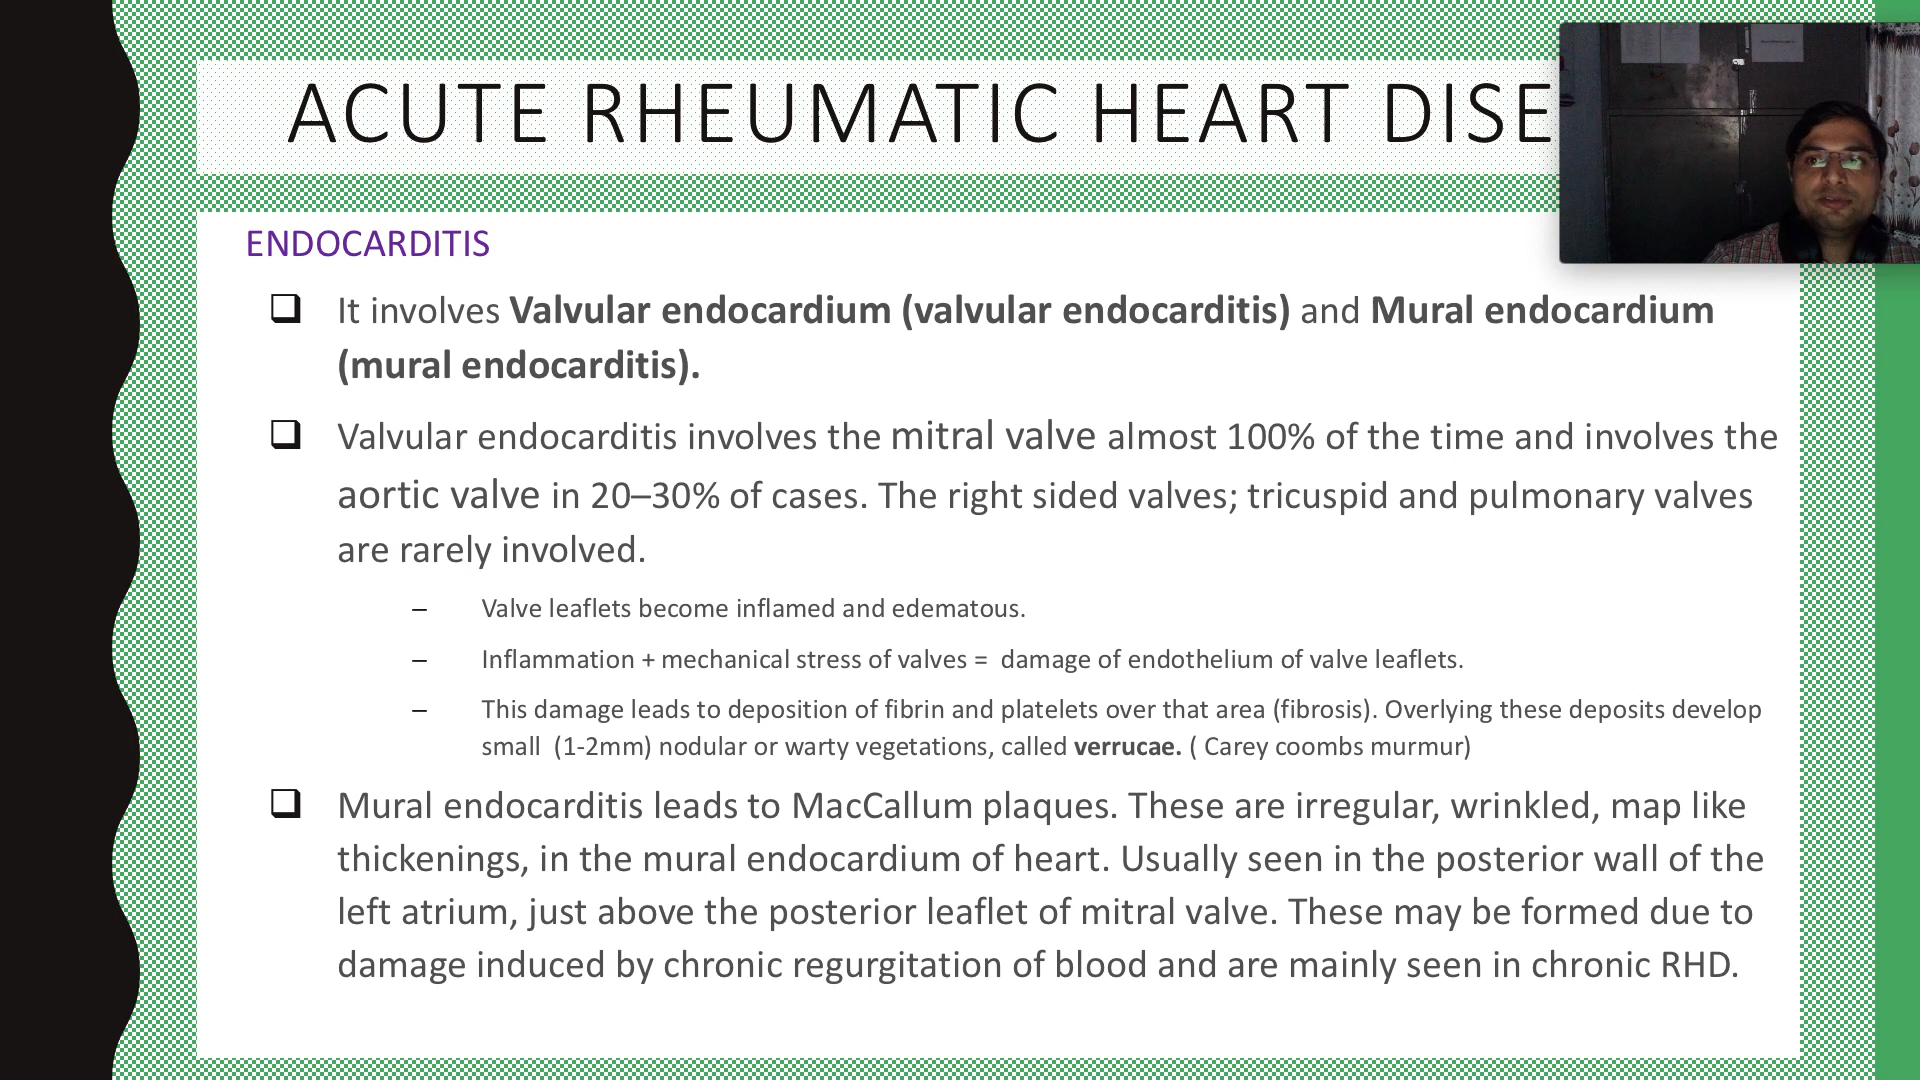 ACUTE RHEUMATIC HEART DISE
ENDOCARDITIS
❑ It involves Valvular endocardium (valvular endocarditis) and Mural endocardium
(mural endocarditis).
❑ Valvular endocarditis involves the mitral valve almost 100% of the time and involves the
aortic valve in 20–30% of cases. The right sided valves; tricuspid and pulmonary valves
are rarely involved.
– Valve leaflets become inflamed and edematous.
– Inflammation + mechanical stress of valves = damage of endothelium of valve leaflets.
– This damage leads to deposition of fibrin and platelets over that area (fibrosis). Overlying these deposits develop
small (1-2mm) nodular or warty vegetations, called verrucae. ( Carey coombs murmur)
❑ Mural endocarditis leads to MacCallum plaques. These are irregular, wrinkled, map like
thickenings, in the mural endocardium of heart. Usually seen in the posterior wall of the
left atrium, just above the posterior leaflet of mitral valve. These may be formed due to
damage induced by chronic regurgitation of blood and are mainly seen in chronic RHD.